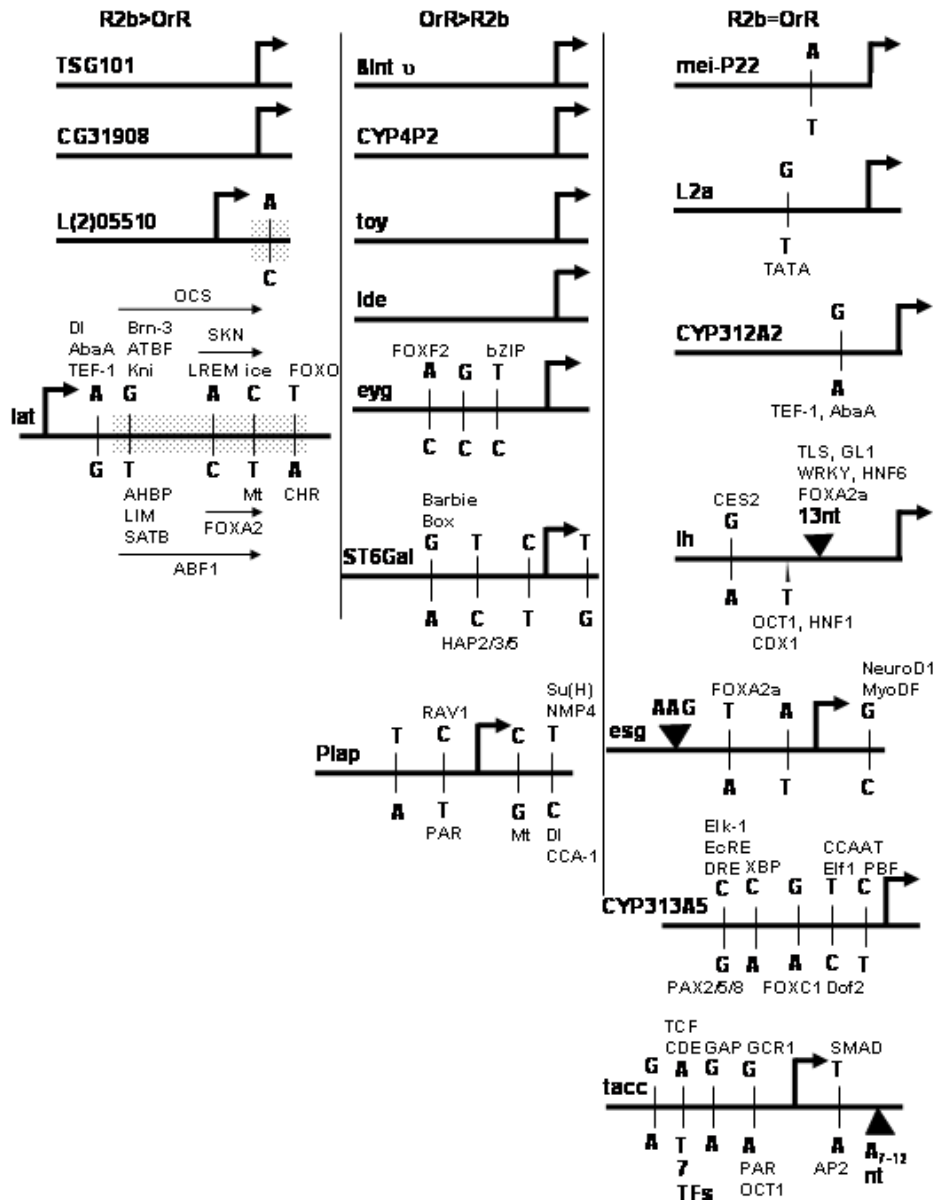 R2b>OrR
TSG101
CG31908
L(2)05510
A
C
OCS
Dl Brn-3 SKN
AbaA ATBF
TEF-1 Kni LREM ice FOXO
lat
A G A C T
G T C T A
AHBP Mt CHR
LIM FOXA2
SATB
ABF1
OrR>R2b
βInt υ
CYP4P2
toy
Ide
FOXF2 bZIP
A G T
eyg
C C C
Barbie
Box
G T C T
ST6Gal
A C T G
HAP2/3/5
Su(H)
RAV1 NMP4
T C C T
Plap
A T G C
PAR Mt Dl
CCA-1
R2b=OrR
A
mei-P22
T
G
L2a
T
TATA
G
CYP312A2
A
TEF-1, AbaA
TLS, GL1
WRKY, HNF6
CES2 FOXA2a
G 13nt
Ih
A T
OCT1, HNF1
CDX1
NeuroD1
FOXA2a MyoDF
AAG T A G
esg
A T C
Elk-1
EcRE CCAAT
DRE XBP Elf1 PBF
C C G T C
CYP313A5
G A A C T
PAX2/5/8 FOXC1 Dof2
TCF
CDE GAP GCR1 SMAD
G A G G T
tacc
A T A A A A7-12
7 PAR AP2 nt
TFs OCT1